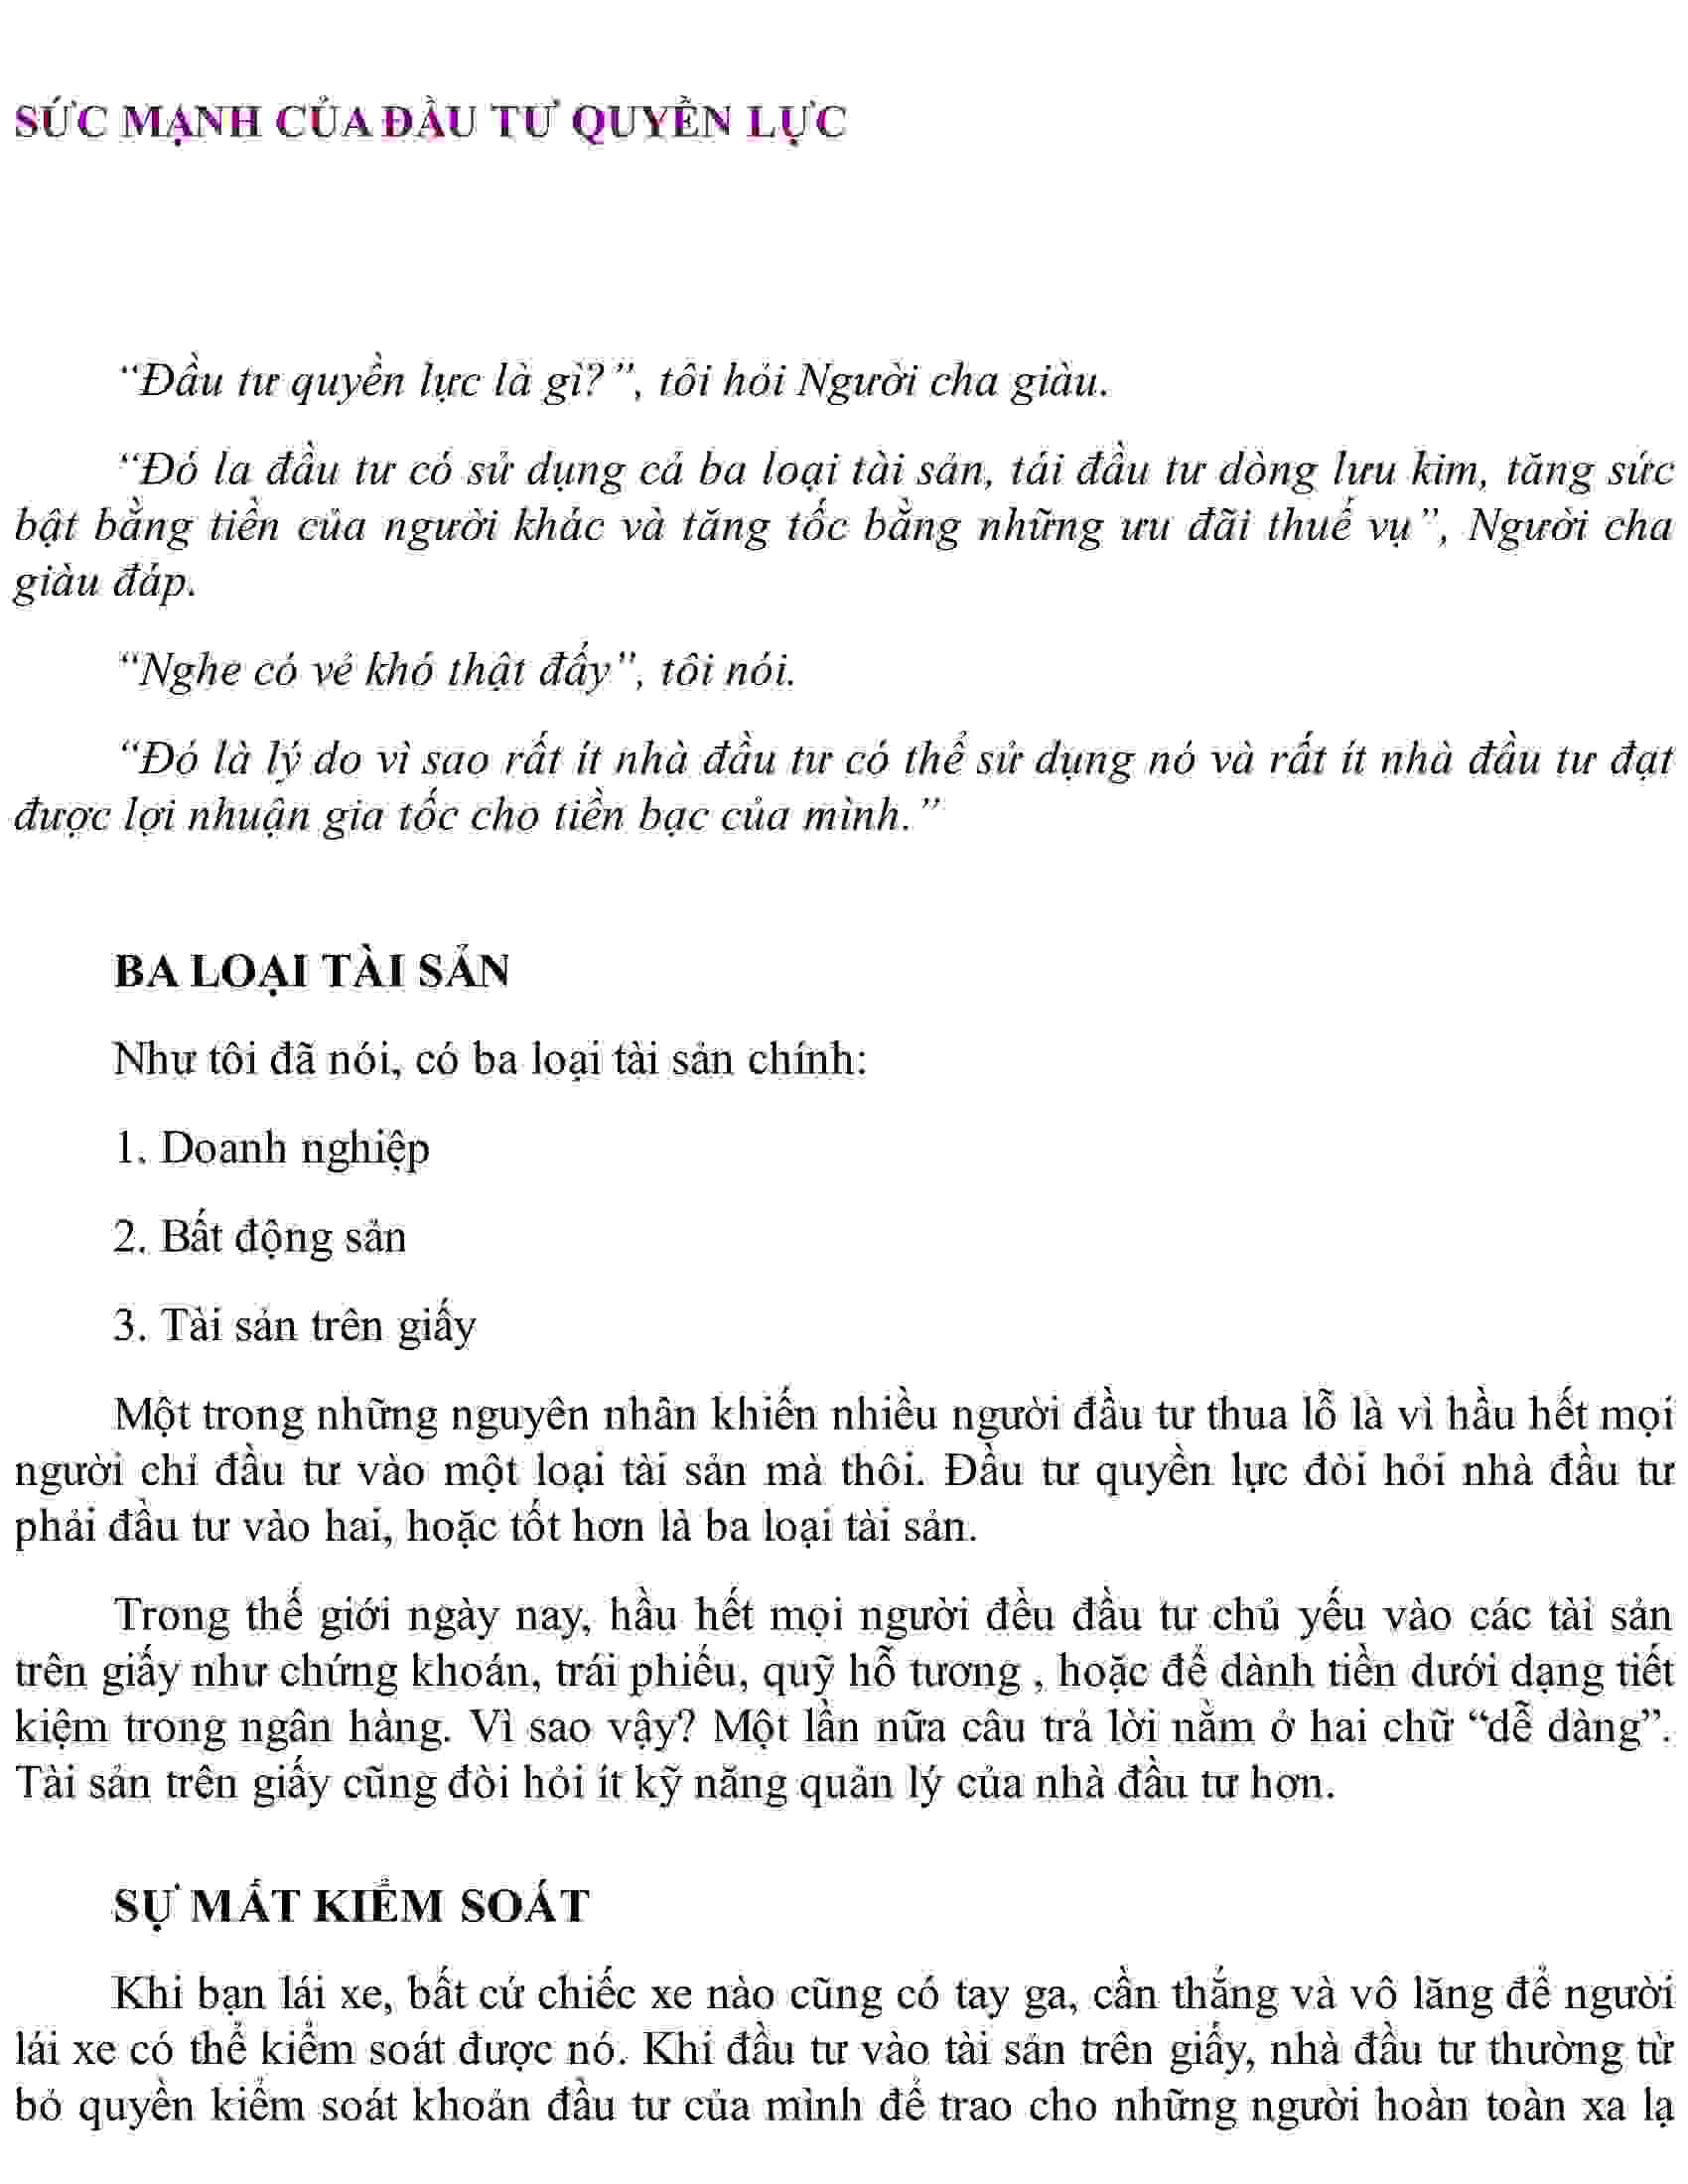 SỨC MẠNH CỦA ĐẦU TƯ QUYỀN LỰC
“Đầu tư quyền lực là gì?”, tôi hỏi Người cha giàu.
“Đó la đầu tư có sử dụng cả ba loại tài sản, tái đầu tư dòng lưu kim, tăng sức
bật bằng tiền của người khác và tăng tốc bằng những ưu đãi thuế vụ”, Người cha
giàu đáp.
“Nghe có vẻ khó thật đấy”, tôi nói.
“Đó là lý do vì sao rất ít nhà đầu tư có thể sử dụng nó và rất ít nhà đầu tư đạt
được lợi nhuận gia tốc cho tiền bạc của mình.”
BA LOẠI TÀI SẢN
Như tôi đã nói, có ba loại tài sản chính:
1. Doanh nghiệp
2. Bất động sản
3. Tài sản trên giấy
Một trong những nguyên nhân khiến nhiều người đầu tư thua lỗ là vì hầu hết mọi
người chỉ đầu tư vào một loại tài sản mà thôi. Đầu tư quyền lực đòi hỏi nhà đầu tư
phải đầu tư vào hai, hoặc tốt hơn là ba loại tài sản.
Trong thế giới ngày nay, hầu hết mọi người đều đầu tư chủ yếu vào các tài sản
trên giấy như chứng khoán, trái phiếu, quỹ hỗ tương , hoặc để dành tiền dưới dạng tiết
kiệm trong ngân hàng. Vì sao vậy? Một lần nữa câu trả lời nằm ở hai chữ “dễ dàng”.
Tài sản trên giấy cũng đòi hỏi ít kỹ năng quản lý của nhà đầu tư hơn.
SỰ MẤT KIỂM SOÁT
Khi bạn lái xe, bất cứ chiếc xe nào cũng có tay ga, cần thắng và vô lăng để người
lái xe có thể kiểm soát được nó. Khi đầu tư vào tài sản trên giấy, nhà đầu tư thường từ
bỏ quyền kiểm soát khoản đầu tư của mình để trao cho những người hoàn toàn xa lạ